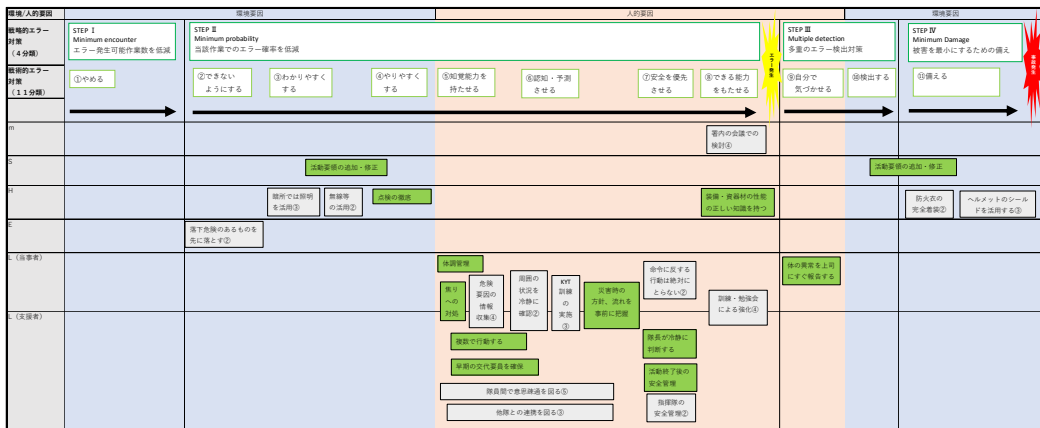 環境/人的要因
環境要因
人的要因
環境要因
戦略的エラー
対策
（４分類）
STEP Ⅰ
Minimum encounter
エラー発生可能作業数を低減
STEP Ⅱ
Minimum probability
当該作業でのエラー確率を低減
エラー発生
STEP Ⅲ
Multiple detection
多重のエラー検出対策
STEP Ⅳ
Minimum Damage
被害を最小にするための備え
事故発生
戦術的エラー
対策
（１１分類）
①やめる
②できない
ようにする
③わかりやすく
する
④やりやすく
する
⑤知覚能力を
持たせる
⑥認知・予測
させる
⑦安全を優先
させる
⑧できる能力
をもたせる
⑨自分で
気づかせる
⑩検出する
⑪備える
m
署内の会議での
検討④
S
活動要領の追加・修正
活動要領の追加・修正
H
暗所では照明
を活用③
無線等
の活用②
点検の徹底
装備・資器材の性能
の正しい知識を持つ
防火衣の
完全着装②
ヘルメットのシール
ドを活用する③
E
落下危険のあるものを
先に落とす②
L（当事者）
体調管理
焦り
への
対処
危険
要因の
情報
収集④
周囲の
状況を
冷静に
確認②
KYT
訓練
の
実施
③
災害時の
方針、流れを
事前に把握
命令に反する
行動は絶対に
とらない②
訓練・勉強会
による強化④
体の異常を上司
にすぐ報告する
L（支援者）
複数で行動する
隊長が冷静に
判断する
早期の交代要員を確保
活動終了後の
安全管理
隊員間で意思疎通を図る⑤
指揮隊の
安全管理②
他隊との連携を図る③